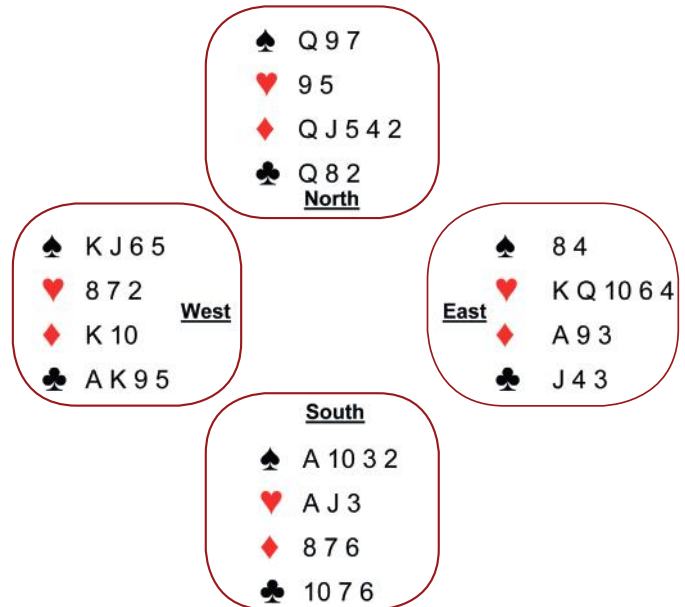 ♠ Q 9 7
♥ 9 5
♦ Q J 5 4 2
♣ Q 8 2
North
♠ K J 6 5
♥ 8 7 2
West
♦ K 10
♣ A K 9 5
♠ 8 4
♥ K Q 10 6 4
East
♦ A 9 3
♣ J 4 3
South
♠ A 10 3 2
♥ A J 3
♦ 8 7 6
♣ 10 7 6